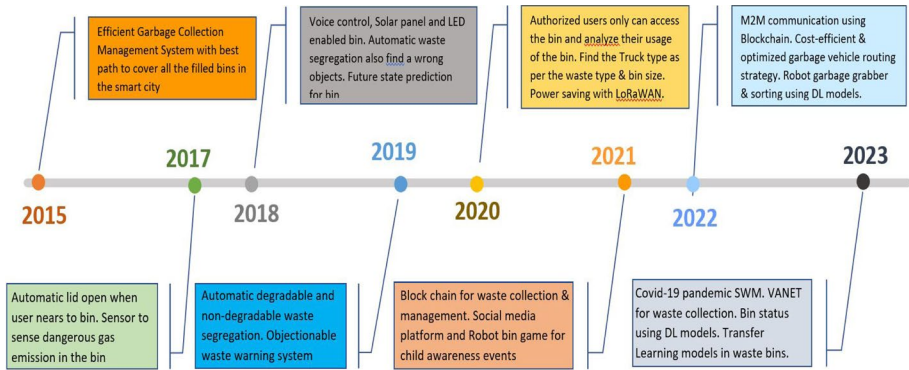 Efficient Garbage Collection
Management System with best
path to cover all the filled bins in
the smart city
Voice control, Solar panel and LED
enabled bin. Automatic waste
segregation also find a wrong
objects. Future state prediction
for bin
Authorized users only can access
the bin and analyze their usage
of the bin. Find the Truck type as
per the waste type & bin size.
Power saving with LoRaWAN.
M2M communication using
Blockchain. Cost-efficient &
optimized garbage vehicle routing
strategy. Robot garbage grabber
& sorting using DL models.
2015
2017
2018
2019
2020
2021
2022
2023
Automatic lid open when
user nears to bin. Sensor to
sense dangerous gas
emission in the bin
Automatic degradable and
non-degradable waste
segregation. Objectionable
waste warning system
Block chain for waste collection &
management. Social media
platform and Robot bin game for
child awareness events
Covid-19 pandemic SWM. VANET
for waste collection. Bin status
using DL models. Transfer
Learning models in waste bins.